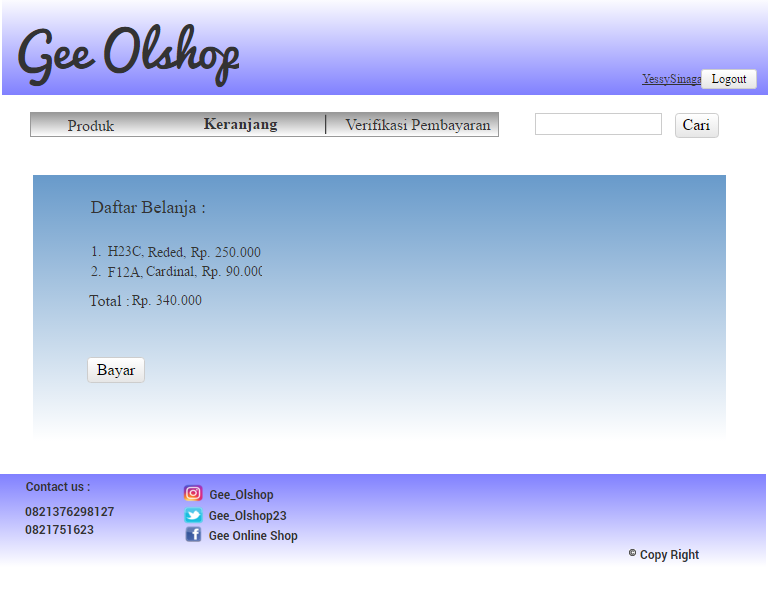 Gee Olshop
YessySinaga Logout
Produk Keranjang | Verifikasi Pembayaran Cari
Daftar Belanja :
1. H23C, Reded, Rp. 250.000
2. F12A, Cardinal, Rp. 90.000
Total : Rp. 340.000
Bayar
Contact us :
0821376298127
0821751623
Gee_Olshop
Gee_Olshop23
Gee Online Shop
© Copy Right